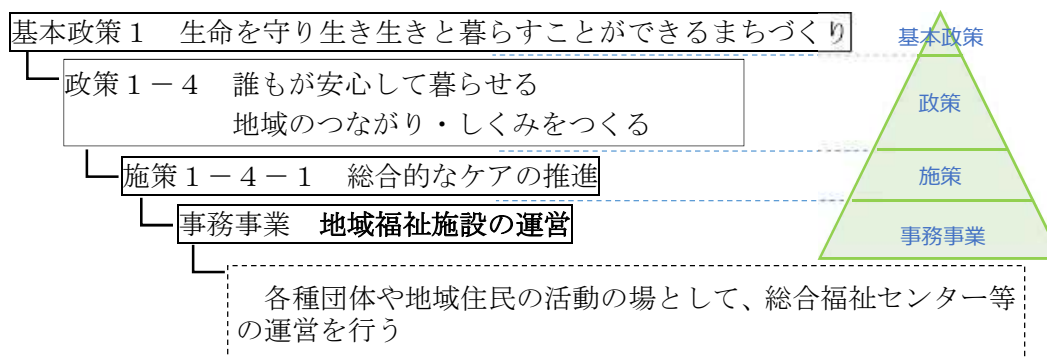 基本政策1 生命を守り生き生きと暮らすことができるまちづくり
政策1-4 誰もが安心して暮らせる
地域のつながり・しくみをつくる
施策1-4-1 総合的なケアの推進
事務事業 地域福祉施設の運営
各種団体や地域住民の活動の場として、総合福祉センター等
の運営を行う
基本政策
政策
施策
事務事業